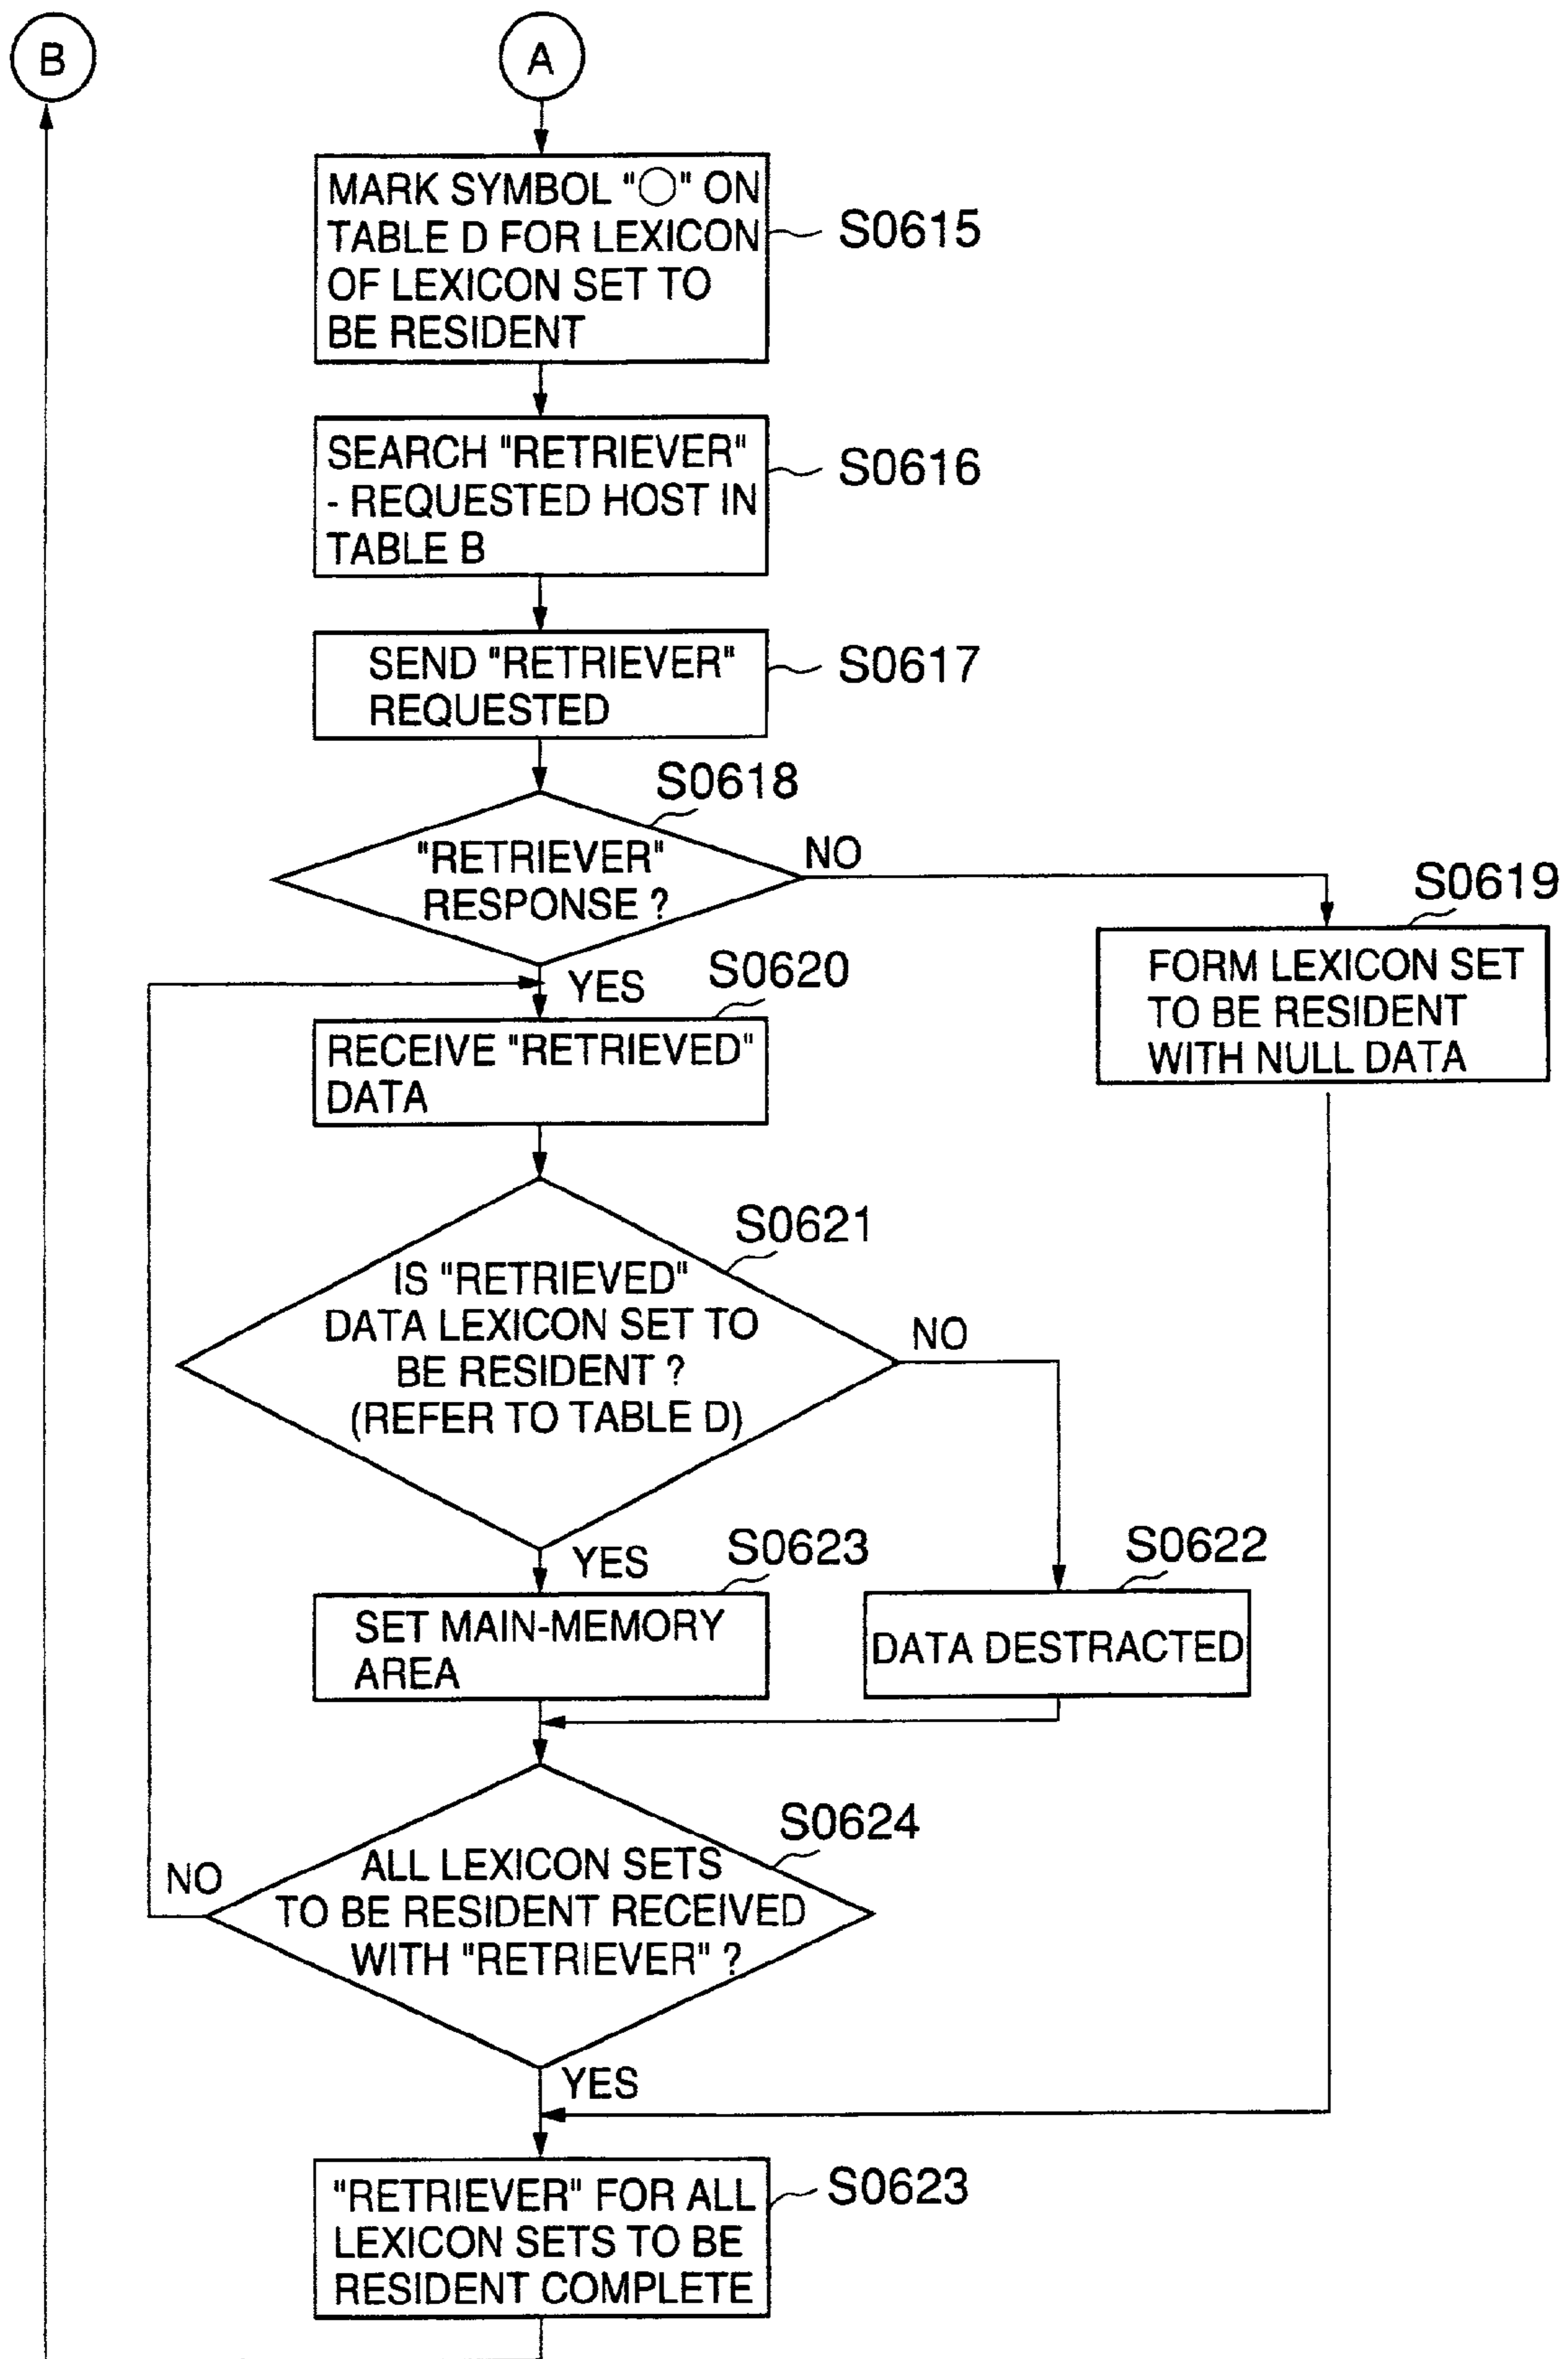 B
A
MARK SYMBOL "○" ON
TABLE D FOR LEXICON
OF LEXICON SET TO
BE RESIDENT
S0615
SEARCH "RETRIEVER"
- REQUESTED HOST IN
TABLE B
S0616
SEND "RETRIEVER"
REQUESTED
S0617
S0618
"RETRIEVER"
RESPONSE ?
NO
S0619
FORM LEXICON SET
TO BE RESIDENT
WITH NULL DATA
YES
S0620
RECEIVE "RETRIEVED"
DATA
S0621
IS "RETRIEVED"
DATA LEXICON SET TO
BE RESIDENT ?
(REFER TO TABLE D)
NO
YES
S0623
SET MAIN-MEMORY
AREA
S0622
DATA DESTRACTED
S0624
ALL LEXICON SETS
TO BE RESIDENT RECEIVED
WITH "RETRIEVER" ?
NO
YES
"RETRIEVER" FOR ALL
LEXICON SETS TO BE
RESIDENT COMPLETE
S0623